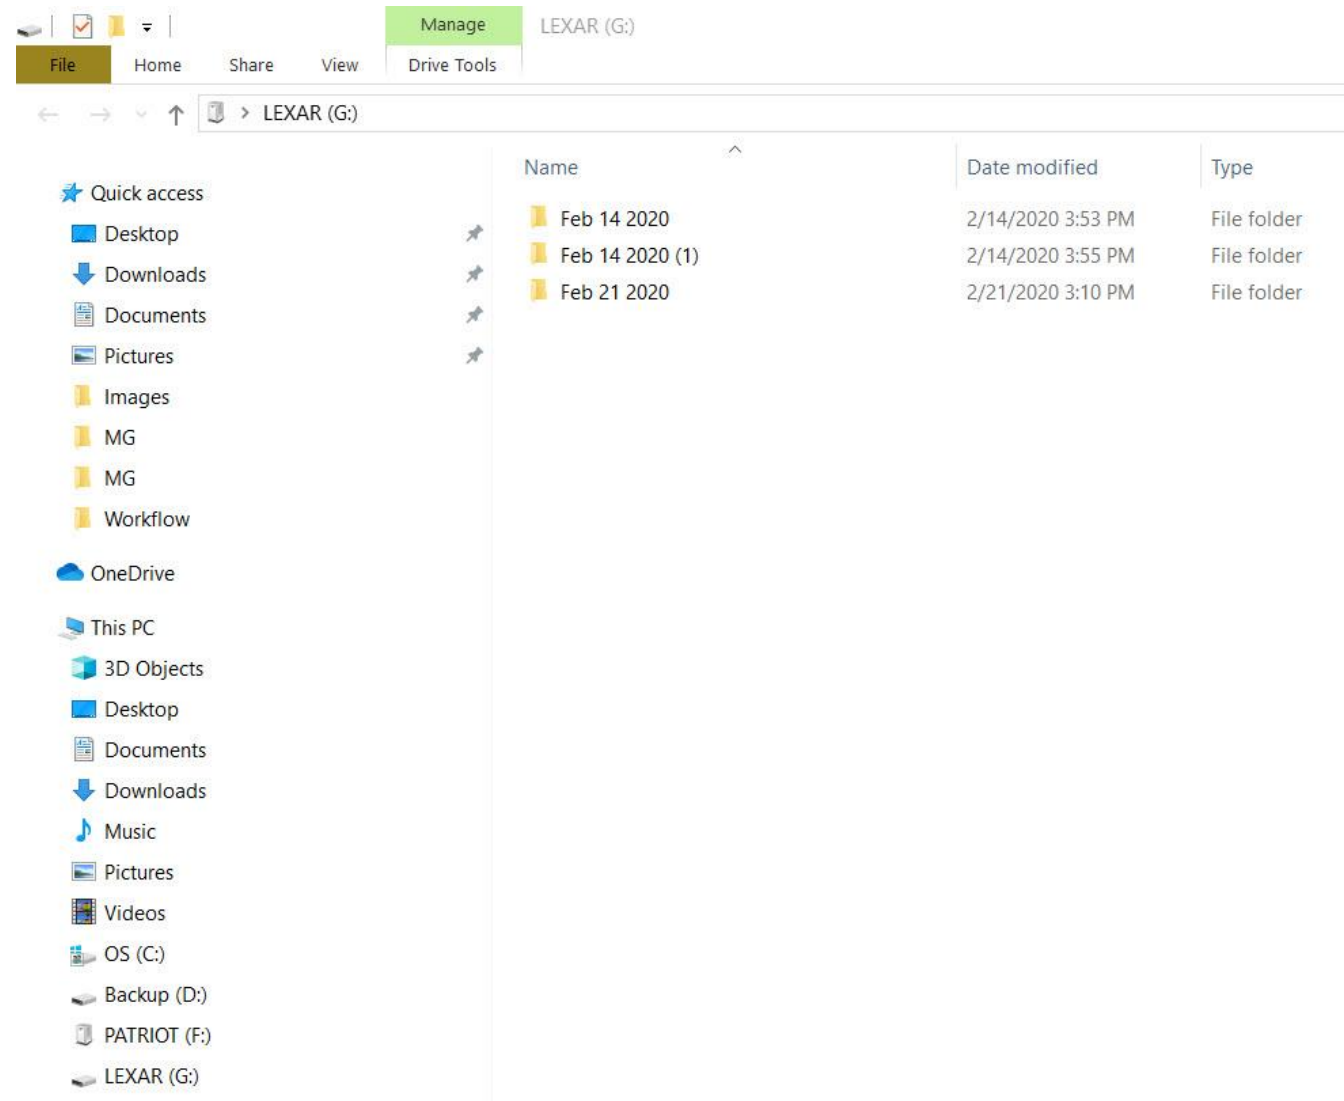 Manage LEXAR (G:)
File Home Share View Drive Tools
LEXAR (G:)
Name Date modified Type
Feb 14 2020 2/14/2020 3:53 PM File folder
Feb 14 2020 (1) 2/14/2020 3:55 PM File folder
Feb 21 2020 2/21/2020 3:10 PM File folder
Quick access
Desktop
Downloads
Documents
Pictures
Images
MG
MG
Workflow
OneDrive
This PC
3D Objects
Desktop
Documents
Downloads
Music
Pictures
Videos
OS (C:)
Backup (D:)
PATRIOT (F:)
LEXAR (G:)